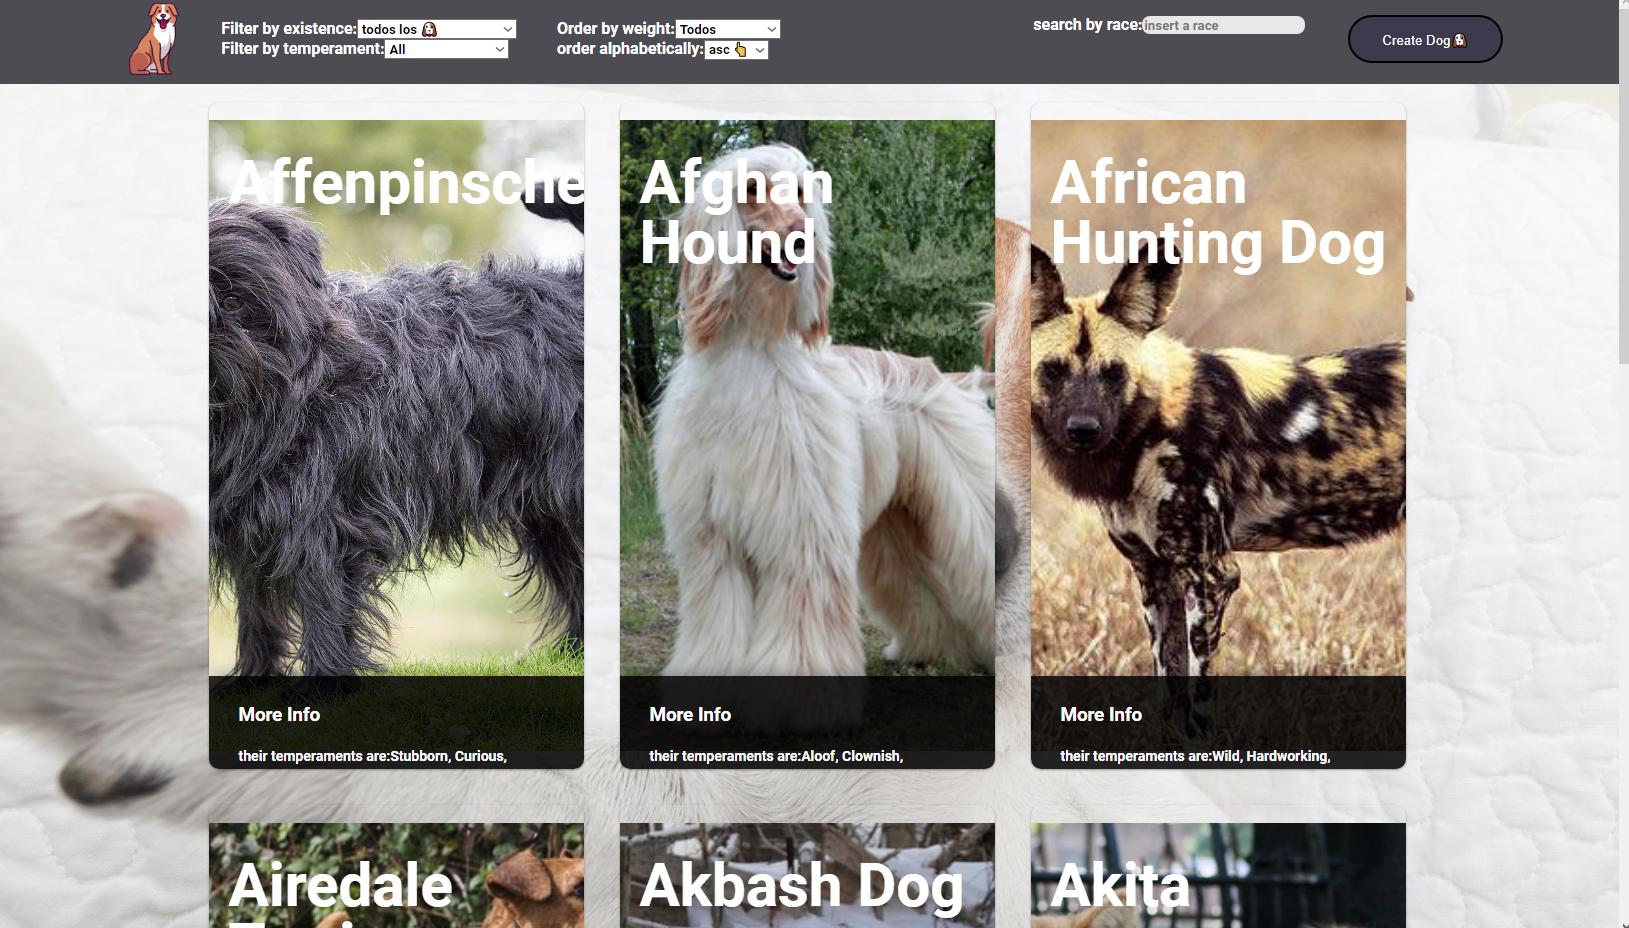 Filter by existence: todos los 🐶
Filter by temperament: All
Order by weight: Todos
order alphabetically: asc 👆
search by race: insert a race
Create Dog🐶
Affenpinsche
Afghan
Hound
African
Hunting Dog
More Info
their temperaments are:Stubborn, Curious,
More Info
their temperaments are:Aloof, Clownish,
More Info
their temperaments are:Wild, Hardworking,
Airedale
Akbash Dog
Akita